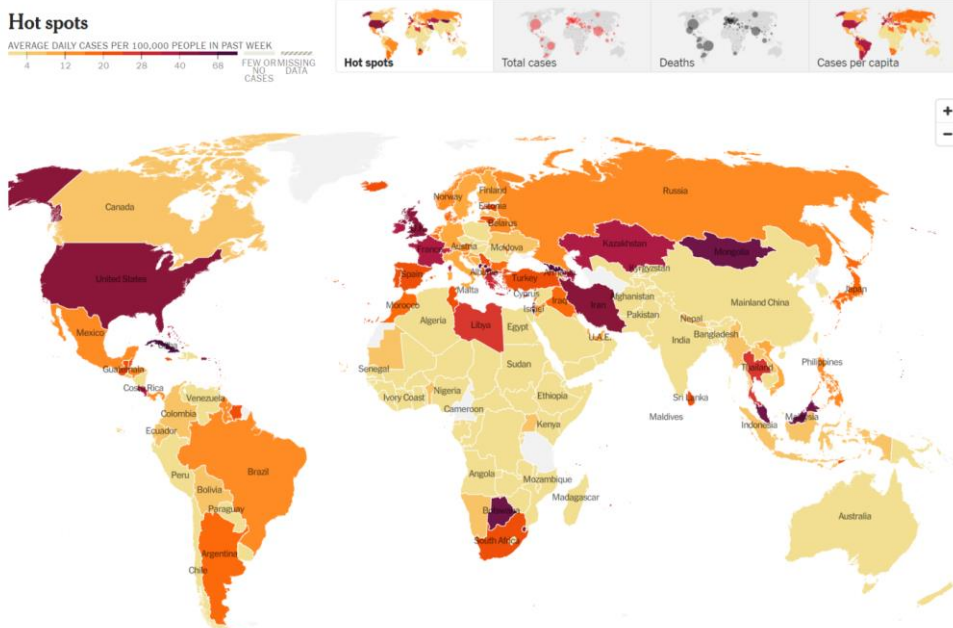 Hot spots
AVERAGE DAILY CASES PER 100,000 PEOPLE IN PAST WEEK
4 12 20 28 40 68
FEW OR NO CASES
MISSING DATA
Hot spots
Total cases
Deaths
Cases per capita
+
−
Canada
United States
Mexico
Cuba
Guatemala
Costa Rica
Venezuela
Colombia
Ecuador
Peru
Brazil
Bolivia
Paraguay
Argentina
Chile
Norway
Finland
Estonia
Belarus
Russia
France
Austria
Moldova
Spain
Albania
Malta
Turkey
Cyprus
Israel
Iraq
Iran
Kazakhstan
Kyrgyzstan
Mongolia
Afghanistan
Pakistan
Mainland China
Japan
Nepal
Bangladesh
India
U.A.E.
Morocco
Algeria
Libya
Egypt
Senegal
Sudan
Ivory Coast
Nigeria
Cameroon
Ethiopia
Kenya
Thailand
Philippines
Sri Lanka
Maldives
Malaysia
Indonesia
Angola
Mozambique
Madagascar
Botswana
South Africa
Australia